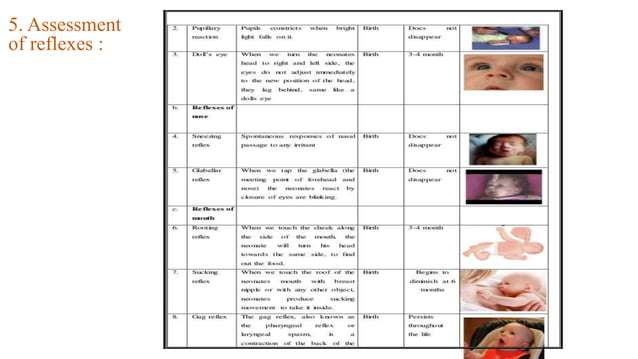 5. Assessment
of reflexes :
2. Pupillary reaction Pupils constricts when bright light falls on it. Birth Does not disappear
3. Doll's eye When we turn the neonates head to right and left side, the eyes do not adjust immediately to the new position of the head, they lag behind, same like a dolls eye Birth 3-4 month
b. Reflexes of nose
4. Sneezing reflex Spontaneous responses of nasal passage to any irritant Birth Does not disappear
5. Glabellar reflex When we tap the glabella (the meeting point of forehead and nose) the neonates react by closure of eyes are blinking. Birth Does not disappear
c. Reflexes of mouth
6. Rooting reflex When we touch the cheek along the side of the mouth, the neonate will turn his head towards the same side, to find out the food. Birth 3-4 month
7. Sucking reflex When we touch the roof of the neonates mouth with breast nipple or with any other object, neonates produce sucking movement to take it inside. Birth Begins to diminish at 6 months
8. Gag reflex The gag reflex, also known as the pharyngeal reflex or laryngeal spasm, is a contraction of the back of the Birth Persists throughout the life